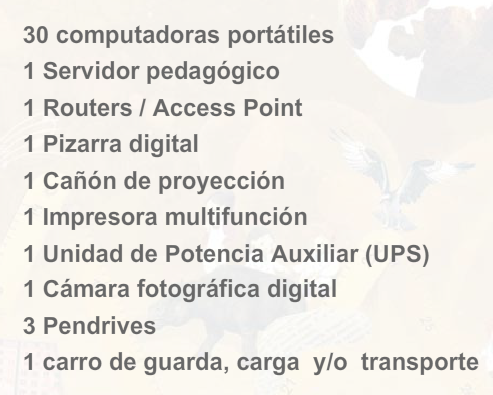 30 computadoras portátiles
1 Servidor pedagógico
1 Routers / Access Point
1 Pizarra digital
1 Cañón de proyección
1 Impresora multifunción
1 Unidad de Potencia Auxiliar (UPS)
1 Cámara fotográfica digital
3 Pendrives
1 carro de guarda, carga  y/o  transporte